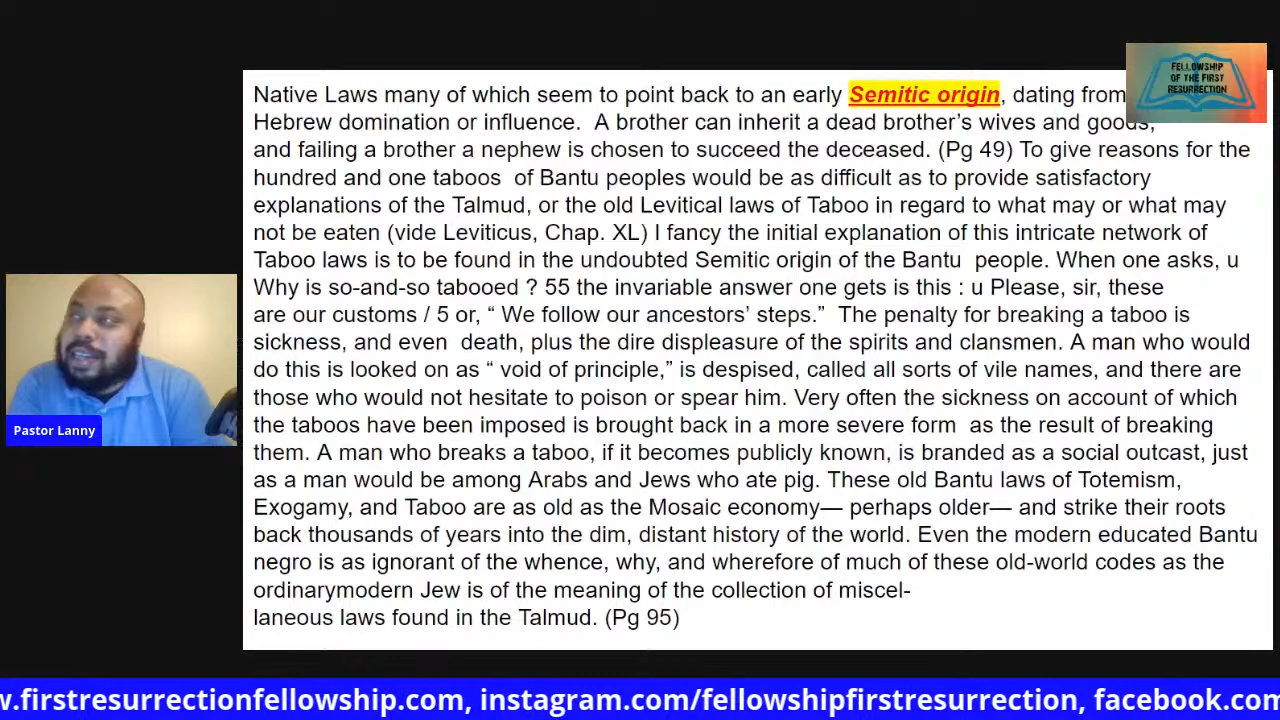 FELLOWSHIP
OF THE FIRST
RESURRECTION
Native Laws many of which seem to point back to an early Semitic origin, dating from
Hebrew domination or influence.  A brother can inherit a dead brother’s wives and goods,
and failing a brother a nephew is chosen to succeed the deceased. (Pg 49) To give reasons for the
hundred and one taboos  of Bantu peoples would be as difficult as to provide satisfactory
explanations of the Talmud, or the old Levitical laws of Taboo in regard to what may or what may
not be eaten (vide Leviticus, Chap. XL) I fancy the initial explanation of this intricate network of
Taboo laws is to be found in the undoubted Semitic origin of the Bantu  people. When one asks, u
Why is so-and-so tabooed ? 55 the invariable answer one gets is this : u Please, sir, these
are our customs / 5 or, “ We follow our ancestors’ steps.”  The penalty for breaking a taboo is
sickness, and even  death, plus the dire displeasure of the spirits and clansmen. A man who would
do this is looked on as “ void of principle,” is despised, called all sorts of vile names, and there are
those who would not hesitate to poison or spear him. Very often the sickness on account of which
the taboos have been imposed is brought back in a more severe form  as the result of breaking
them. A man who breaks a taboo, if it becomes publicly known, is branded as a social outcast, just
as a man would be among Arabs and Jews who ate pig. These old Bantu laws of Totemism,
Exogamy, and Taboo are as old as the Mosaic economy— perhaps older— and strike their roots
back thousands of years into the dim, distant history of the world. Even the modern educated Bantu
negro is as ignorant of the whence, why, and wherefore of much of these old-world codes as the
ordinarymodern Jew is of the meaning of the collection of miscel-
laneous laws found in the Talmud. (Pg 95)
Pastor Lanny
w.firstresurrectionfellowship.com, instagram.com/fellowshipfirstresurrection, facebook.com